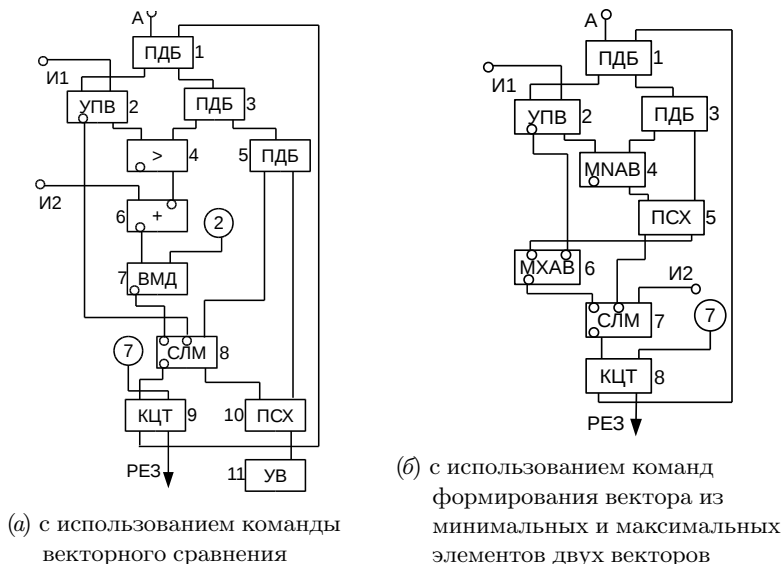 А
ПДБ 1
И1
УПВ 2
ПДБ 3
> 4
5 ПДБ
И2
6 +
2
7 ВМД
7
СЛМ 8
КЦТ 9
10 ПСХ
РЕЗ
11 УВ
(а) с использованием команды
векторного сравнения
А
ПДБ 1
И1
УПВ 2
ПДБ 3
MNAB 4
ПСХ 5
MXAB 6
И2
СЛМ 7
7
КЦТ 8
РЕЗ
(б) с использованием команд
формирования вектора из
минимальных и максимальных
элементов двух векторов